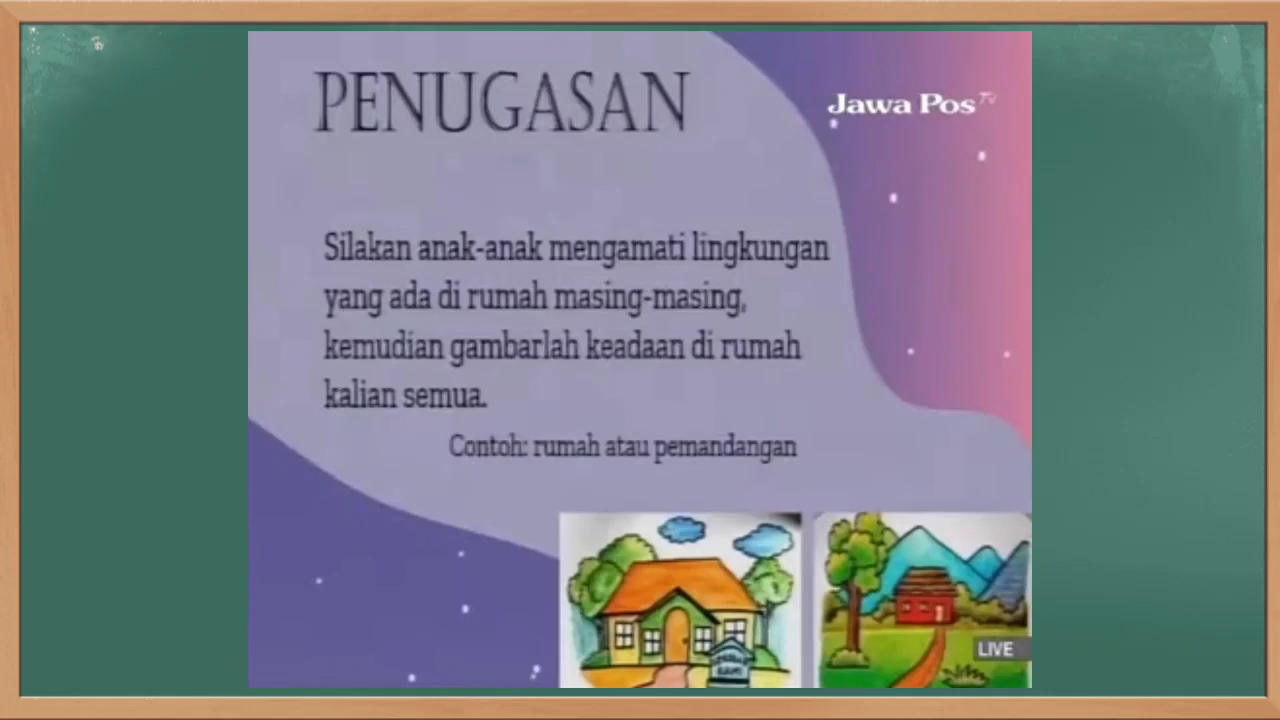 PENUGASAN
Jawa Pos TV
Silakan anak-anak mengamati lingkungan
yang ada di rumah masing-masing,
kemudian gambarlah keadaan di rumah
kalian semua.
Contoh: rumah atau pemandangan
LIVE